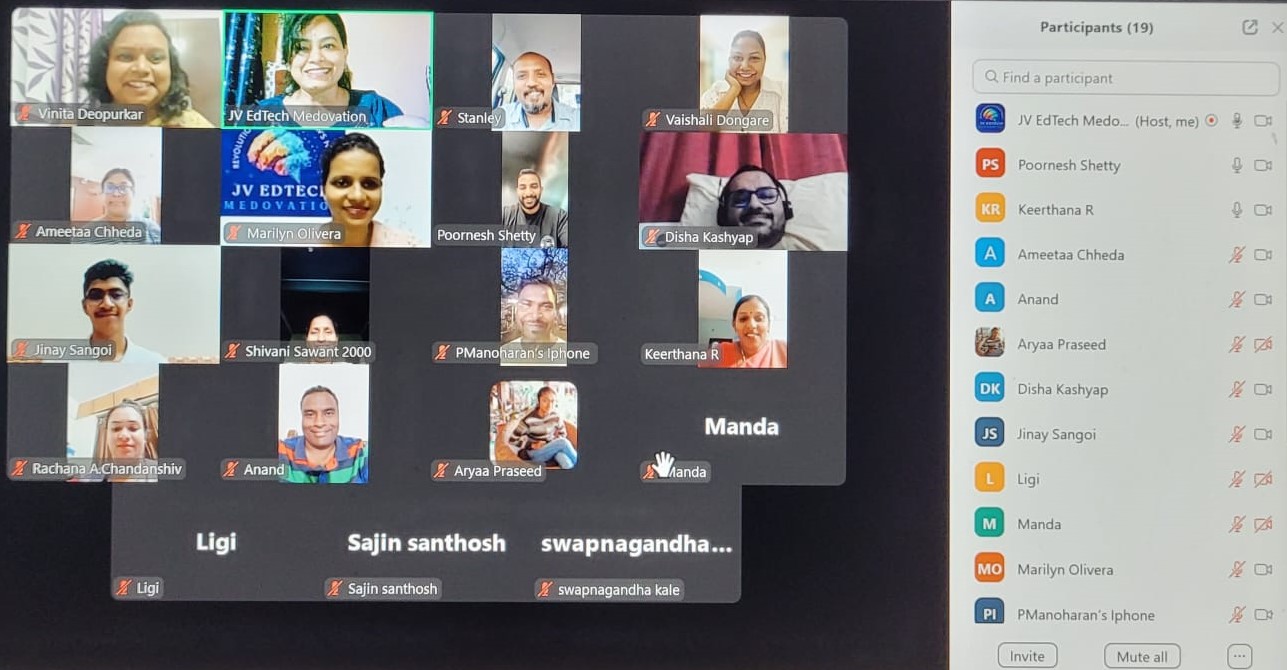 Vinita Deopurkar
JV EdTech Medovation
Stanley
Vaishali Dongare
Ameetaa Chheda
JV EDTECH
MEDOVATIO
Marilyn Olivera
Poornesh Shetty
Disha Kashyap
Jinay Sangoi
Shivani Sawant 2000
PManoharan's Iphone
Keerthana R
Rachana A.Chandanshiv
Anand
Aryaa Praseed
Manda
Manda
Ligi
Sajin santhosh
swapnagandha...
Ligi
Sajin santhosh
swapnagandha kale
Participants (19)
Find a participant
JV EdTech Medo... (Host, me)
PS Poornesh Shetty
KR Keerthana R
A Ameetaa Chheda
A Anand
Aryaa Praseed
DK Disha Kashyap
JS Jinay Sangoi
L Ligi
M Manda
MO Marilyn Olivera
PI PManoharan's Iphone
Invite
Mute all
...